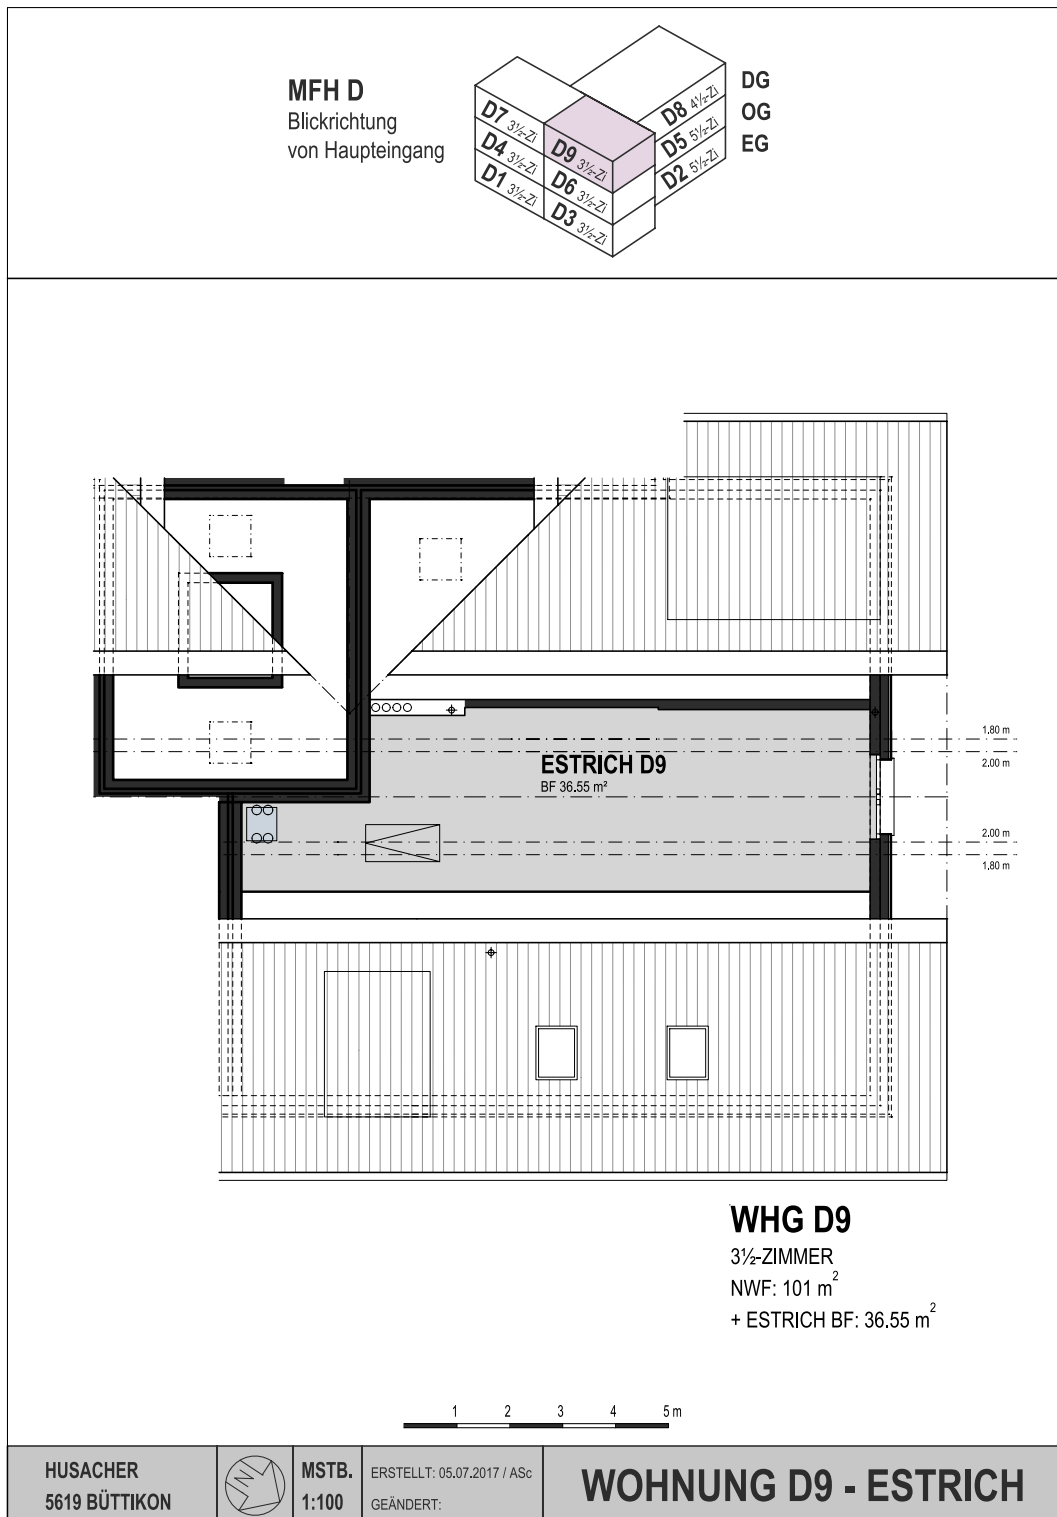 MFH D
Blickrichtung
von Haupteingang
D7 3½-Zi
D4 3½-Zi
D1 3½-Zi
D9 3½-Zi
D6 3½-Zi
D3 3½-Zi
D8 4½-Zi
D5 5½-Zi
D2 5½-Zi
DG
OG
EG
1.80 m
2.00 m
ESTRICH D9
BF 36.55 m²
2.00 m
1.80 m
WHG D9
3½-ZIMMER
NWF: 101 m²
+ ESTRICH BF: 36.55 m²
1 2 3 4 5 m
HUSACHER
5619 BÜTTIKON
N
MSTB.
1:100
ERSTELLT: 05.07.2017 / ASc
GEÄNDERT:
WOHNUNG D9 - ESTRICH